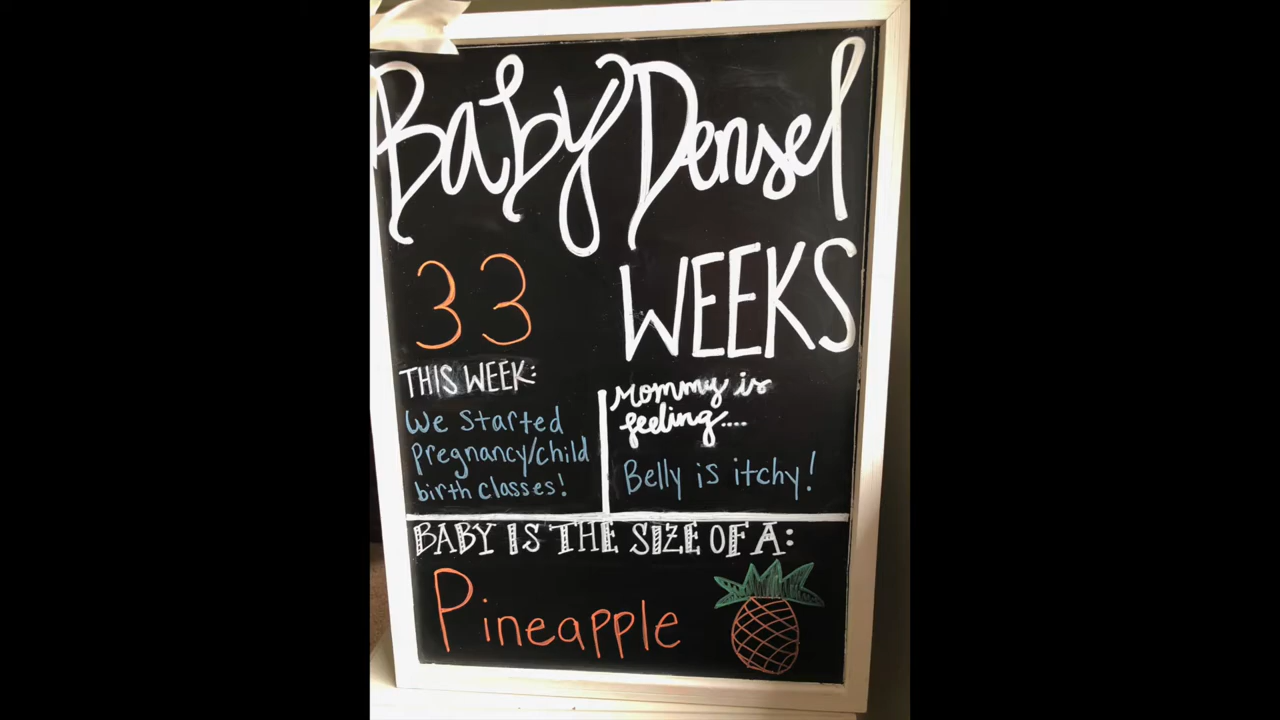 Baby Densel
33 WEEKS
THIS WEEK:
We Started
pregnancy/child
birth classes!
Mommy is
feeling....
Belly is itchy!
BABY IS THE SIZE OF A:
Pineapple